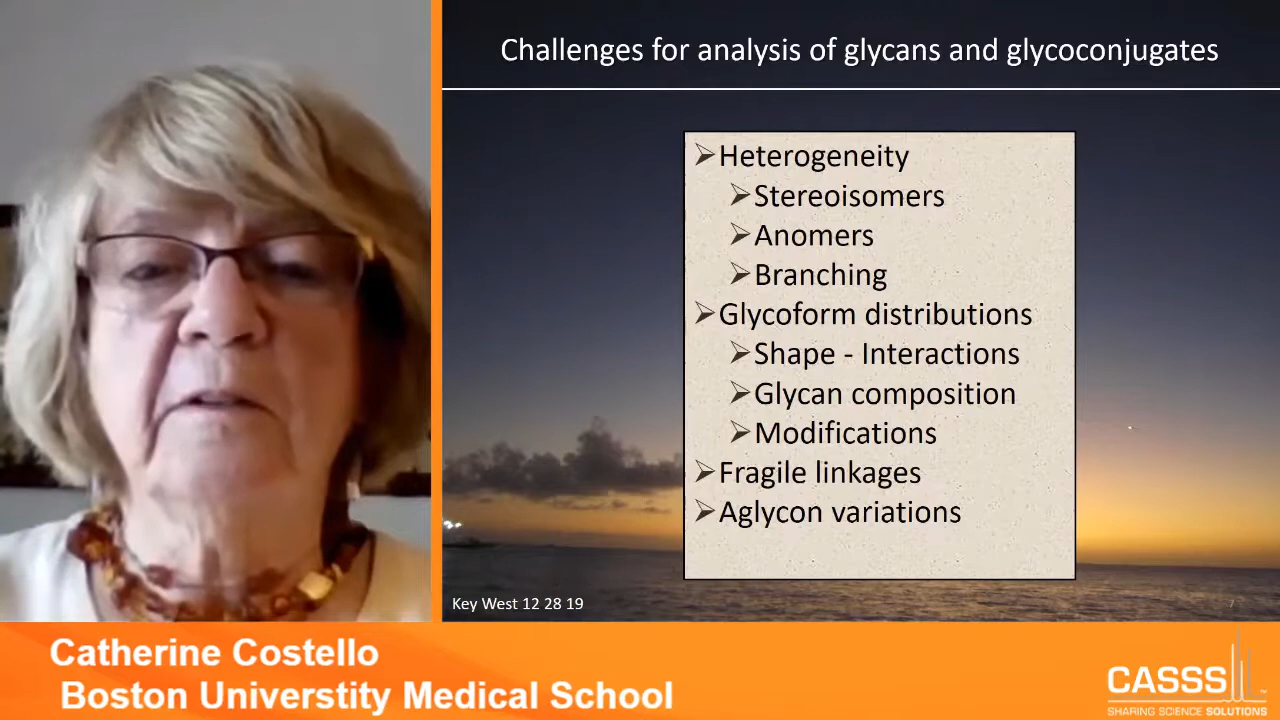 Challenges for analysis of glycans and glycoconjugates
➢Heterogeneity
➢Stereoisomers
➢Anomers
➢Branching
➢Glycoform distributions
➢Shape - Interactions
➢Glycan composition
➢Modifications
➢Fragile linkages
➢Aglycon variations
Key West 12 28 19
7
Catherine Costello
Boston Universtity Medical School
CASSS
SHARING SCIENCE SOLUTIONS